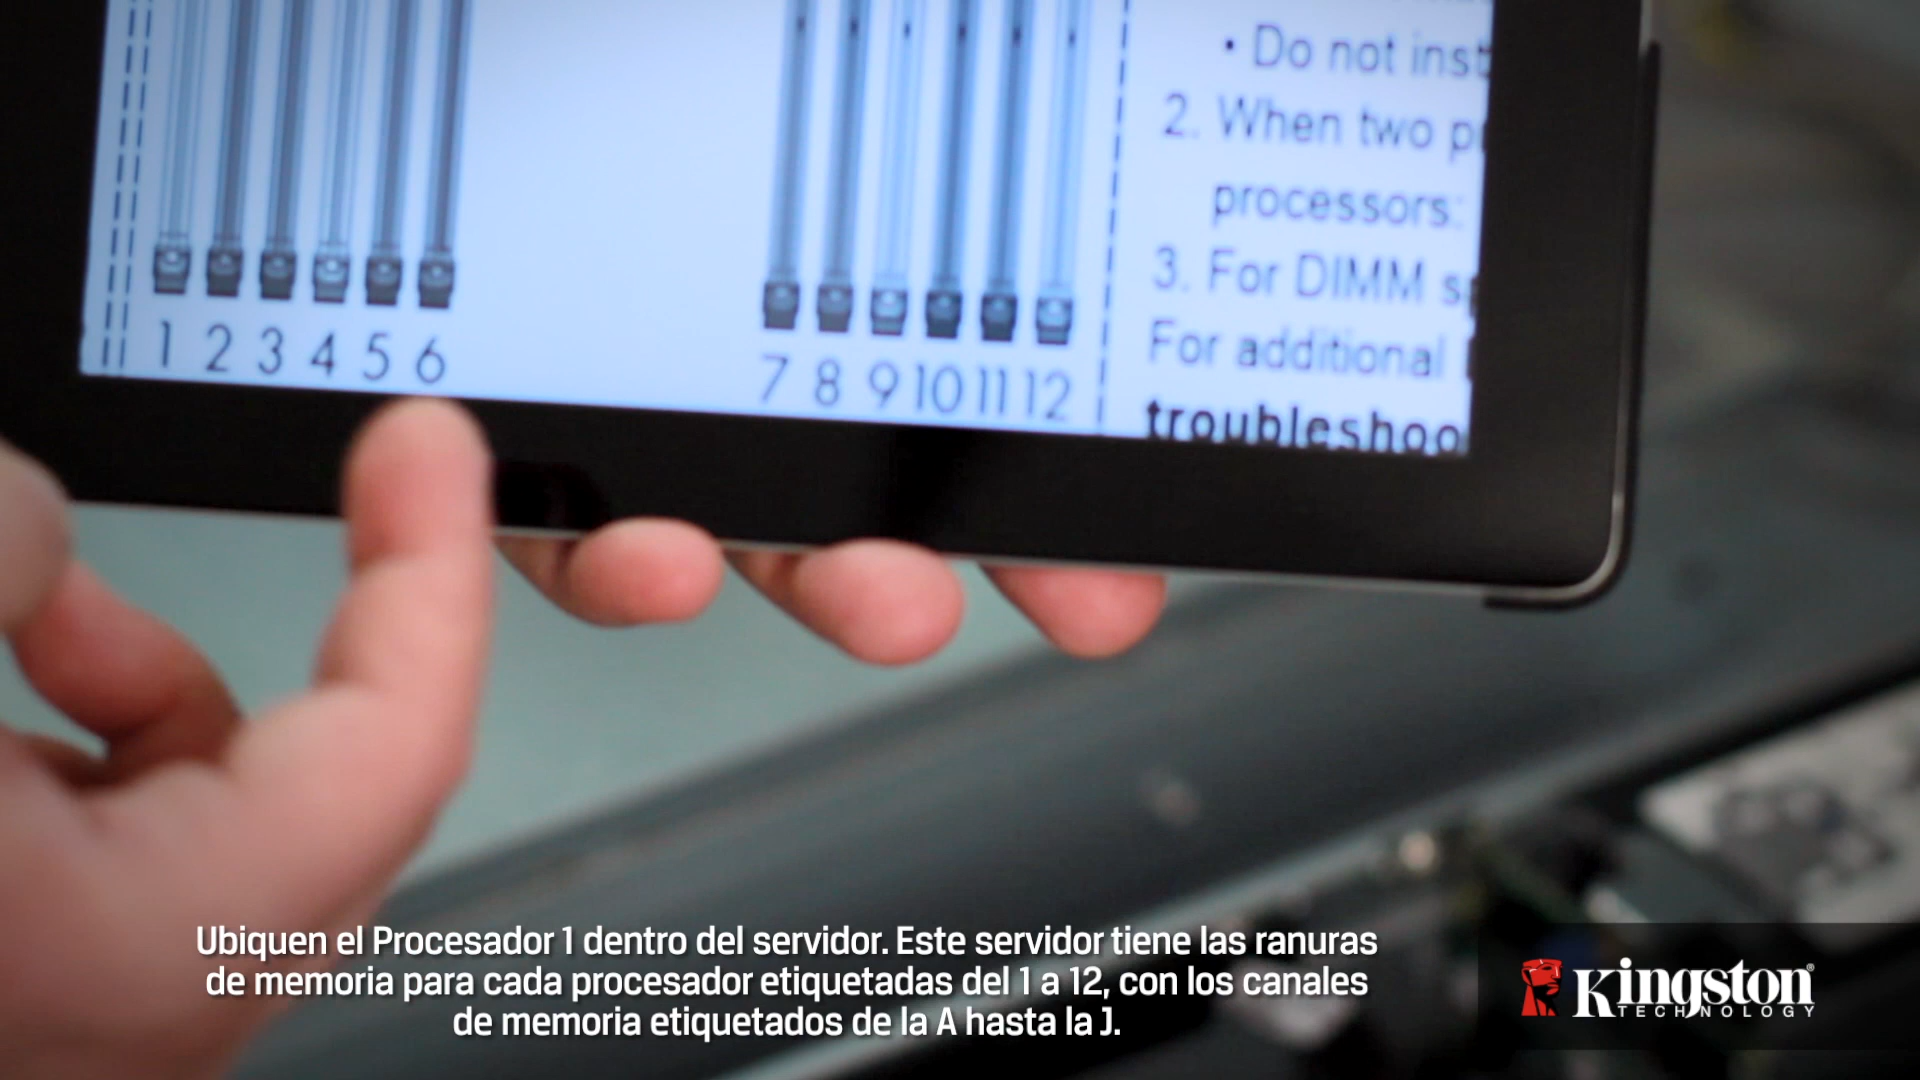 • Do not inst
2. When two p
processors:
3. For DIMM s
For additional
troubleshoo
1 2 3 4 5 6
7 8 9 10 11 12
Ubiquen el Procesador 1 dentro del servidor. Este servidor tiene las ranuras
de memoria para cada procesador etiquetadas del 1 a 12, con los canales
de memoria etiquetados de la A hasta la J.
Kingston®
TECHNOLOGY